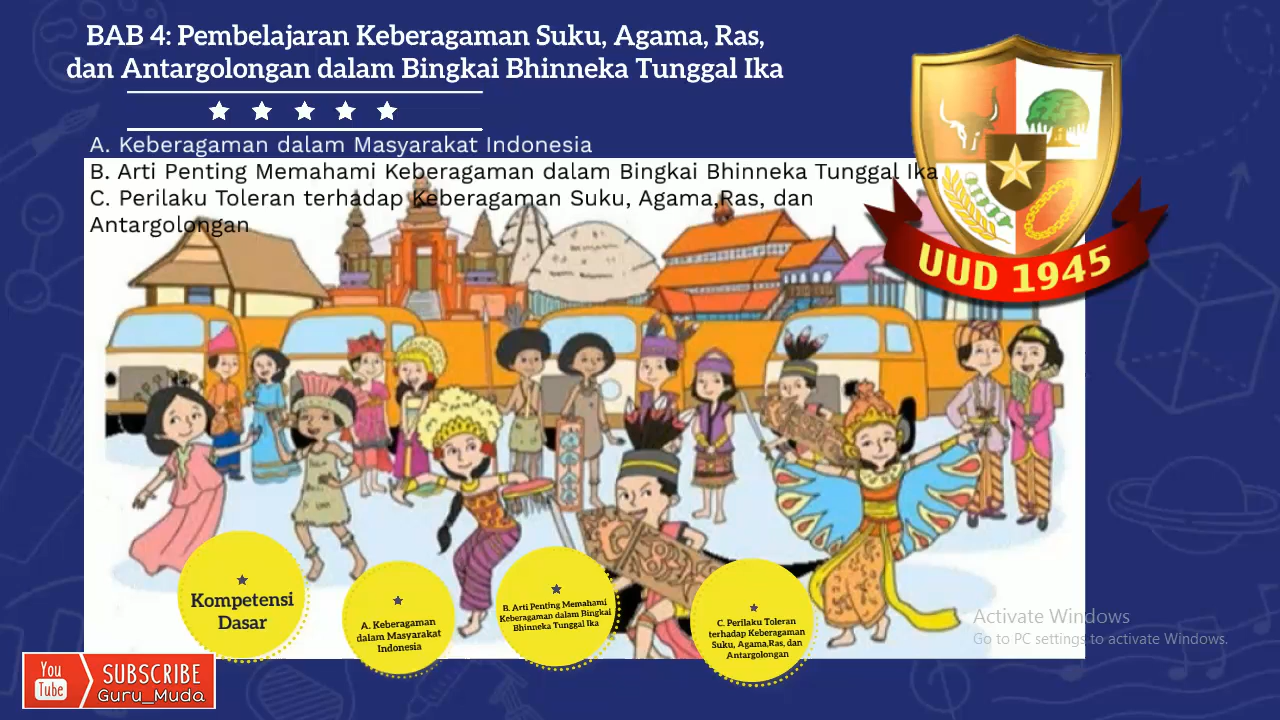 BAB 4: Pembelajaran Keberagaman Suku, Agama, Ras,
dan Antargolongan dalam Bingkai Bhinneka Tunggal Ika
A. Keberagaman dalam Masyarakat Indonesia
B. Arti Penting Memahami Keberagaman dalam Bingkai Bhinneka Tunggal Ika
C. Perilaku Toleran terhadap Keberagaman Suku, Agama,Ras, dan
Antargolongan
UUD 1945
Kompetensi
Dasar
A. Keberagaman
dalam Masyarakat
Indonesia
B. Arti Penting Memahami
Keberagaman dalam Bingkai
Bhinneka Tunggal Ika
C. Perilaku Toleran
terhadap Keberagaman
Suku, Agama,Ras, dan
Antargolongan
Activate Windows
Go to PC settings to activate Windows.
You
Tube
SUBSCRIBE
Guru_Muda